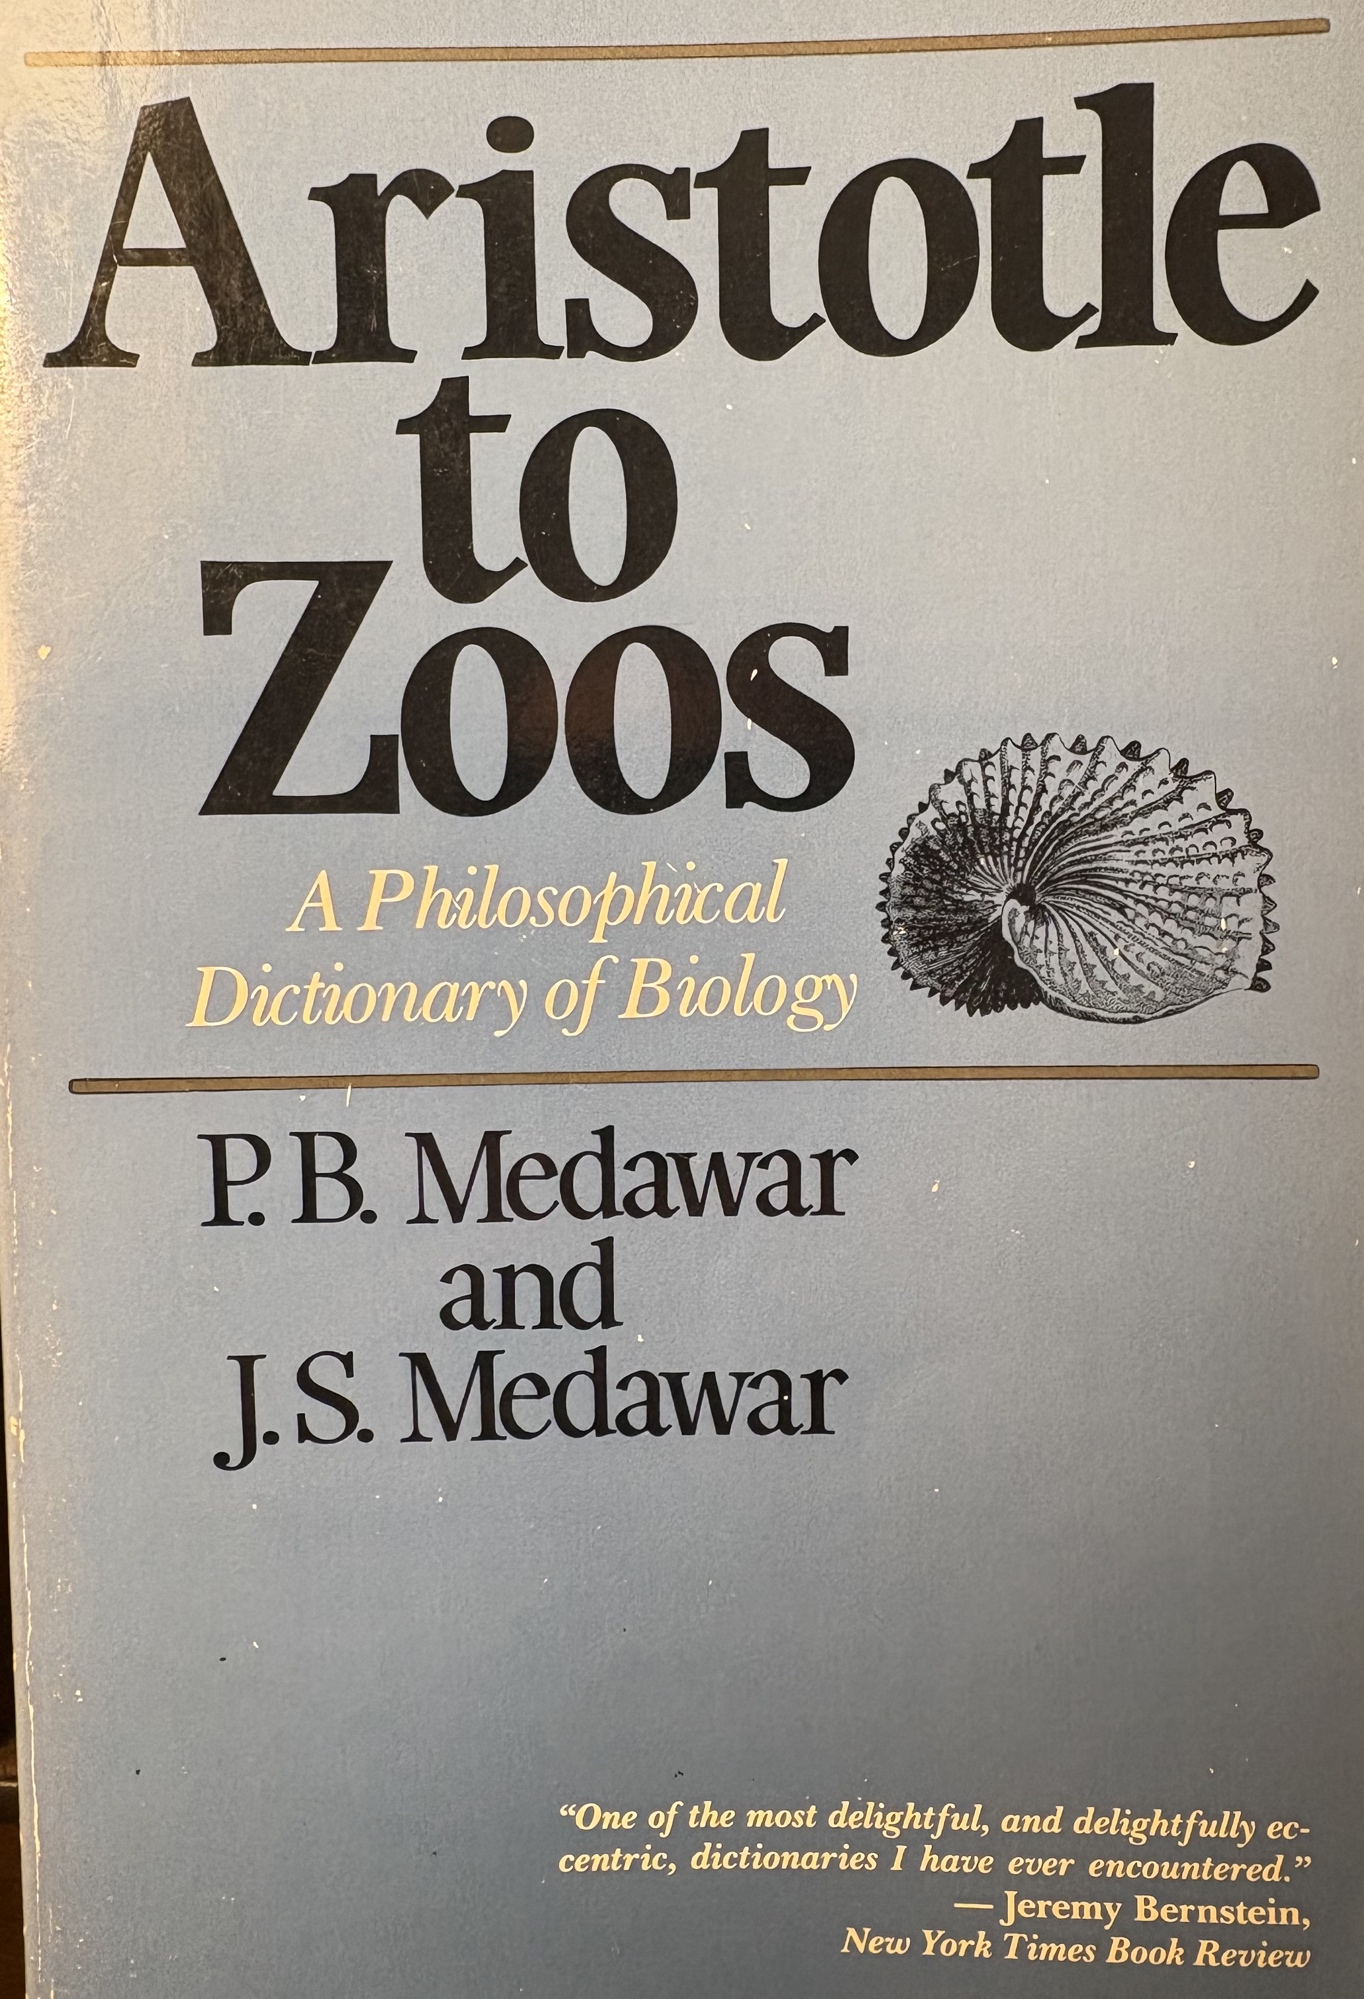 Aristotle
to
Zoos
A Philosophical
Dictionary of Biology
P. B. Medawar
and
J. S. Medawar
“One of the most delightful, and delightfully ec-
centric, dictionaries I have ever encountered.”
— Jeremy Bernstein,
New York Times Book Review